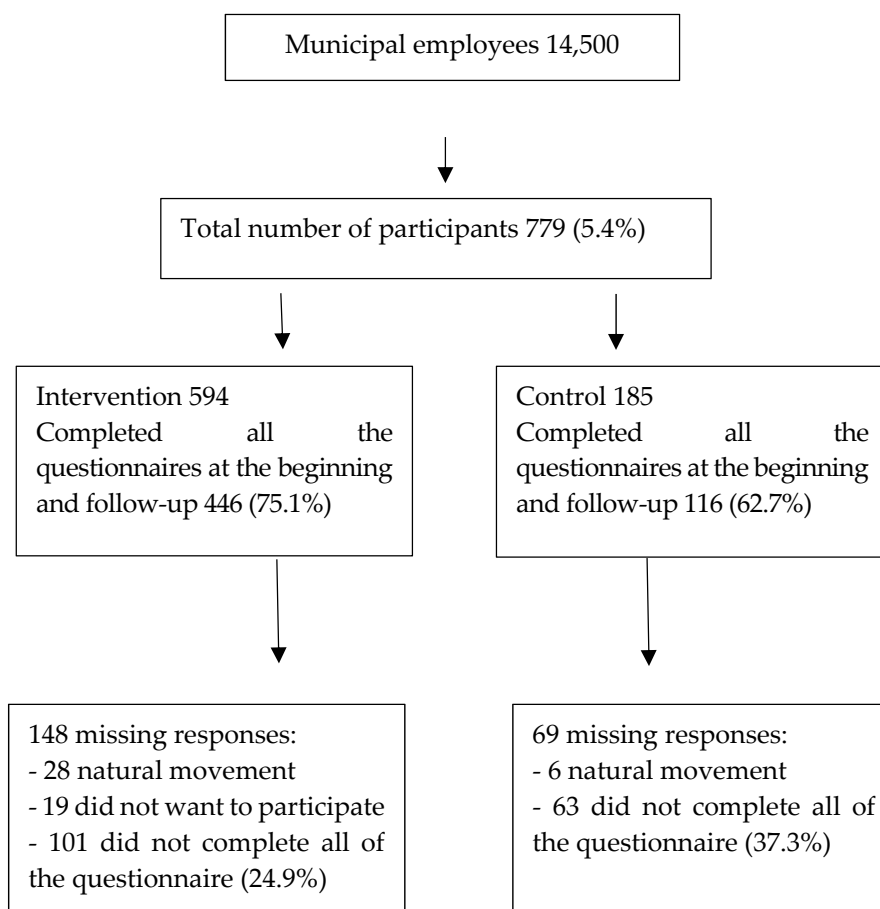 Municipal employees 14,500
Total number of participants 779 (5.4%)
Intervention 594
Completed all the
questionnaires at the beginning
and follow-up 446 (75.1%)
Control 185
Completed all the
questionnaires at the beginning
and follow-up 116 (62.7%)
148 missing responses:
- 28 natural movement
- 19 did not want to participate
- 101 did not complete all of
the questionnaire (24.9%)
69 missing responses:
- 6 natural movement
- 63 did not complete all of
the questionnaire (37.3%)